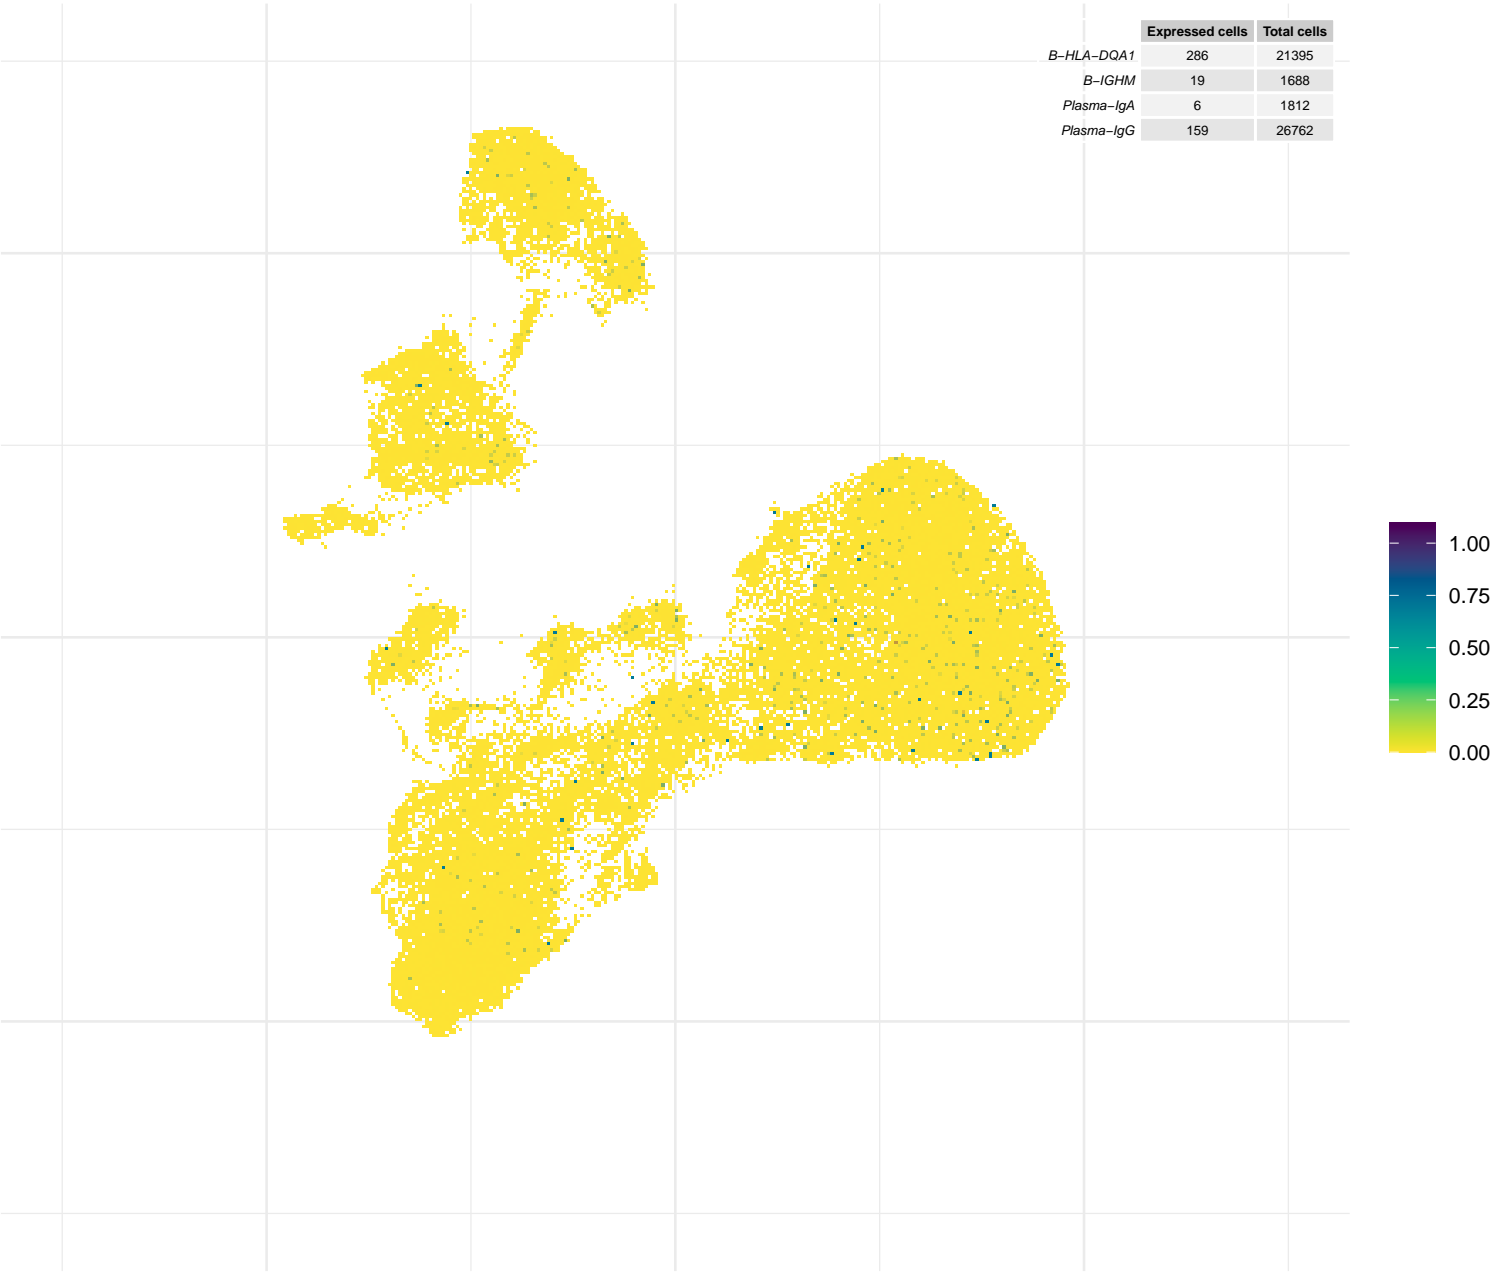 Expressed cells Total cells
B−HLA−DQA1 286 21395
B−IGHM 19 1688
Plasma−IgA 6 1812
Plasma−IgG 159 26762
1.00
0.75
0.50
0.25
0.00